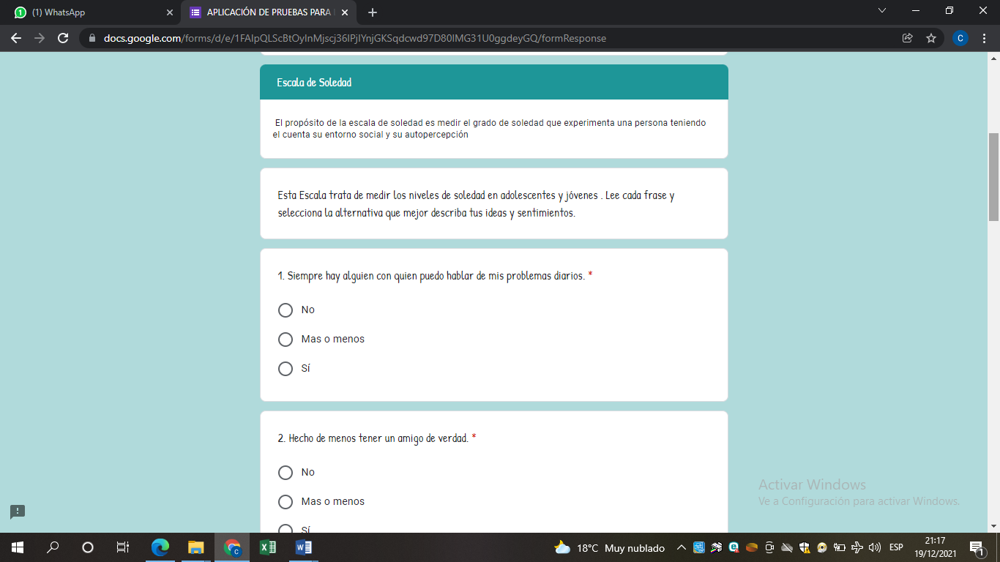 (1) WhatsApp
APLICACIÓN DE PRUEBAS PARA
docs.google.com/forms/d/e/1FAIpQLScBtOyInMjscj36IPjIYnjGKSqdcwd97D80IMG31U0ggdeyGQ/formResponse
C
Escala de Soledad
El propósito de la escala de soledad es medir el grado de soledad que experimenta una persona teniendo
el cuenta su entorno social y su autopercepción
Esta Escala trata de medir los niveles de soledad en adolescentes y jóvenes . Lee cada frase y
selecciona la alternativa que mejor describa tus ideas y sentimientos.
1. Siempre hay alguien con quien puedo hablar de mis problemas diarios. *
No
Mas o menos
Sí
2. Hecho de menos tener un amigo de verdad. *
No
Mas o menos
Sí
Activar Windows
Ve a Configuración para activar Windows.
18°C Muy nublado
ESP
21:17
19/12/2021
1